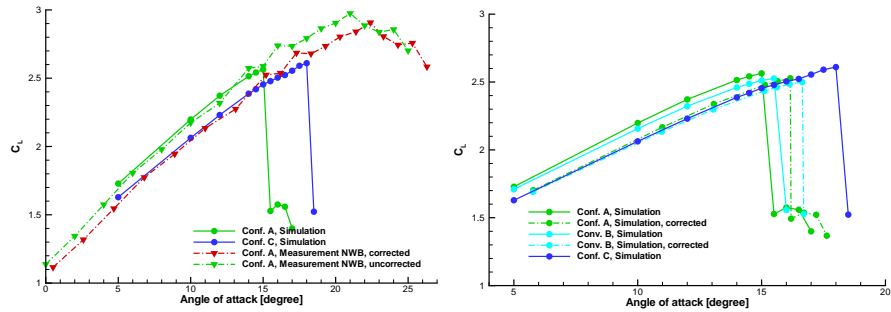 3
2.5
2
1.5
1
C_L
0
5
10
15
20
25
Angle of attack [degree]
Conf. A, Simulation
Conf. C, Simulation
Conf. A, Measurement NWB, corrected
Conf. A, Measurement NWB, uncorrected
3
2.5
2
1.5
1
C_L
5
10
15
20
Angle of attack [degree]
Conf. A, Simulation
Conf. A, Simulation, corrected
Conv. B, Simulation
Conf. B, Simulation, corrected
Conf. C, Simulation